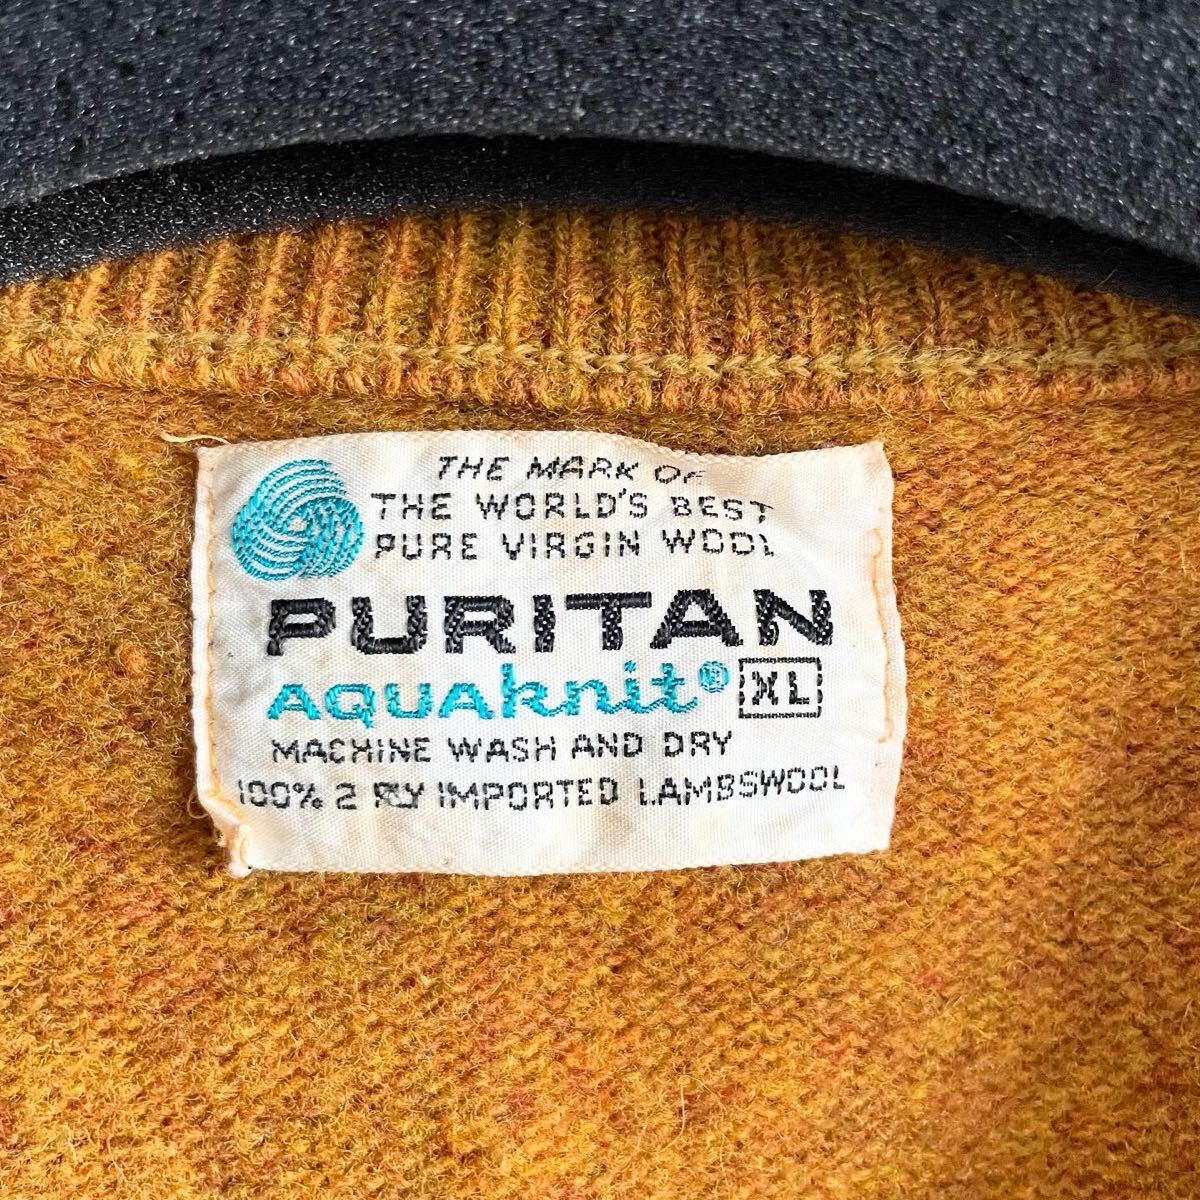 THE MARK OF
THE WORLD'S BEST
PURE VIRGIN WOOL
PURITAN
AQUAknit® XL
MACHINE WASH AND DRY
100% 2 PLY IMPORTED LAMBSWOOL